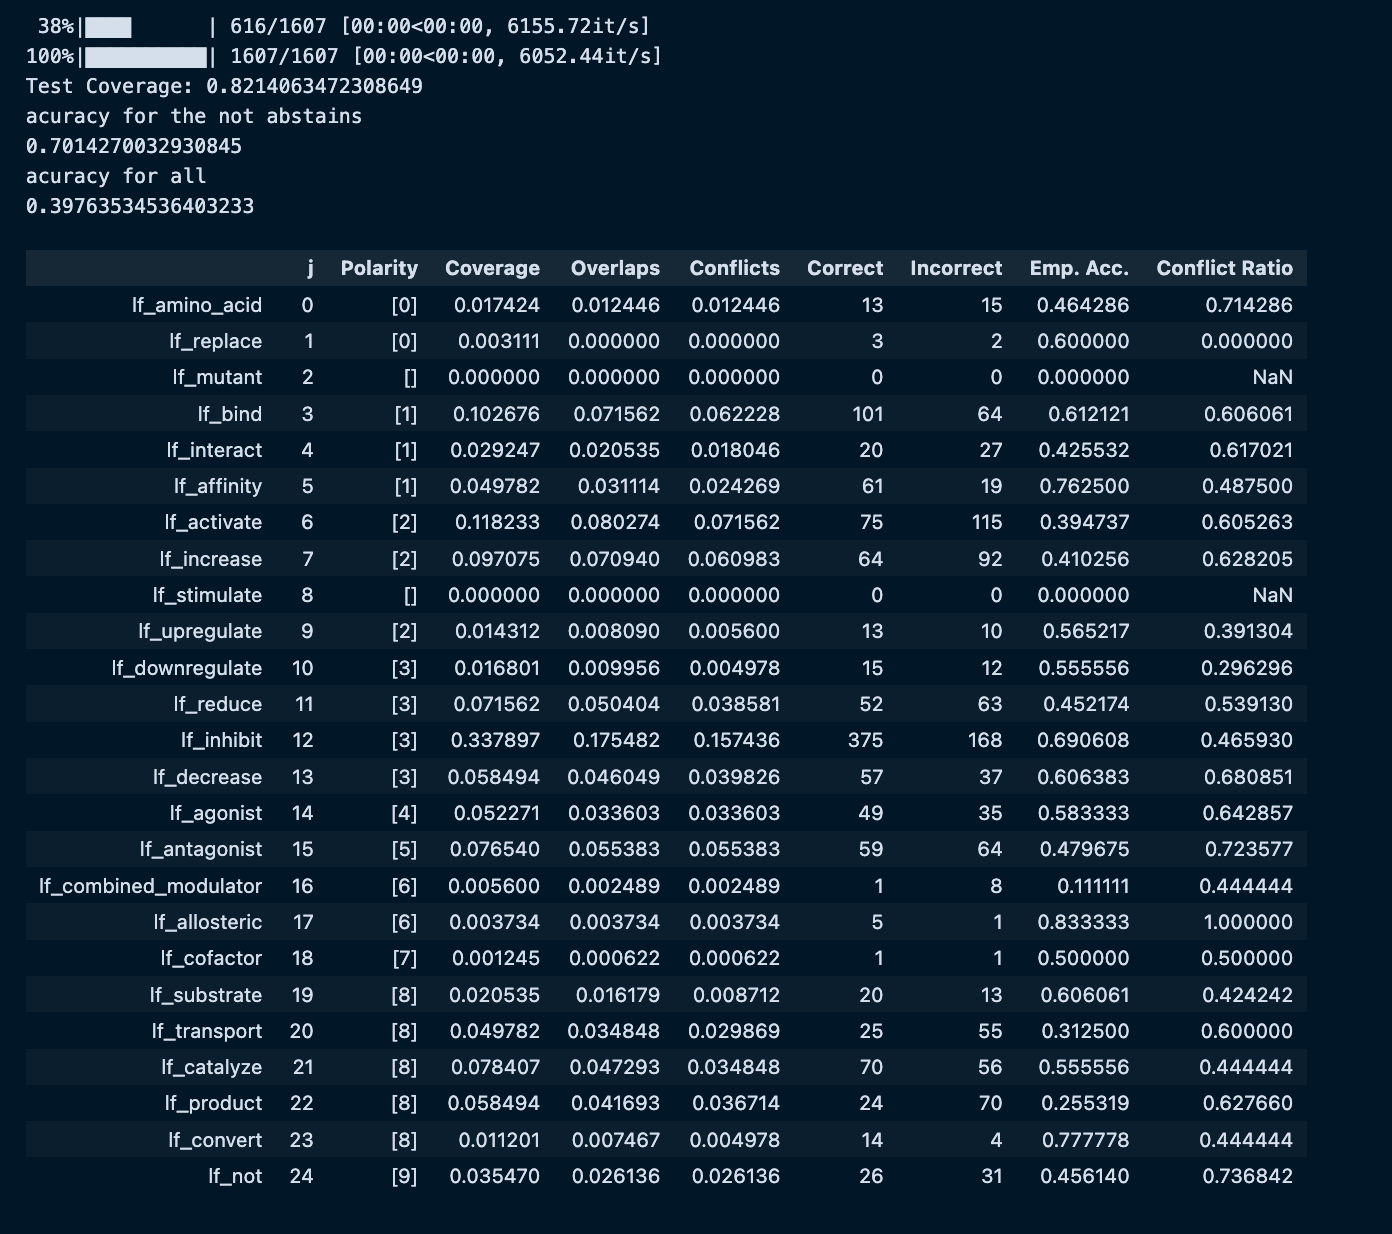 38%| | 616/1607 [00:00<00:00, 6155.72it/s]
100%| | 1607/1607 [00:00<00:00, 6052.44it/s]
Test Coverage: 0.8214063472308649
acuracy for the not abstains
0.7014270032930845
acuracy for all
0.39763534536403233
j Polarity Coverage Overlaps Conflicts Correct Incorrect Emp. Acc. Conflict Ratio
lf_amino_acid 0 [0] 0.017424 0.012446 0.012446 13 15 0.464286 0.714286
lf_replace 1 [0] 0.003111 0.000000 0.000000 3 2 0.600000 0.000000
lf_mutant 2 [] 0.000000 0.000000 0.000000 0 0 0.000000 NaN
lf_bind 3 [1] 0.102676 0.071562 0.062228 101 64 0.612121 0.606061
lf_interact 4 [1] 0.029247 0.020535 0.018046 20 27 0.425532 0.617021
lf_affinity 5 [1] 0.049782 0.031114 0.024269 61 19 0.762500 0.487500
lf_activate 6 [2] 0.118233 0.080274 0.071562 75 115 0.394737 0.605263
lf_increase 7 [2] 0.097075 0.070940 0.060983 64 92 0.410256 0.628205
lf_stimulate 8 [] 0.000000 0.000000 0.000000 0 0 0.000000 NaN
lf_upregulate 9 [2] 0.014312 0.008090 0.005600 13 10 0.565217 0.391304
lf_downregulate 10 [3] 0.016801 0.009956 0.004978 15 12 0.555556 0.296296
lf_reduce 11 [3] 0.071562 0.050404 0.038581 52 63 0.452174 0.539130
lf_inhibit 12 [3] 0.337897 0.175482 0.157436 375 168 0.690608 0.465930
lf_decrease 13 [3] 0.058494 0.046049 0.039826 57 37 0.606383 0.680851
lf_agonist 14 [4] 0.052271 0.033603 0.033603 49 35 0.583333 0.642857
lf_antagonist 15 [5] 0.076540 0.055383 0.055383 59 64 0.479675 0.723577
lf_combined_modulator 16 [6] 0.005600 0.002489 0.002489 1 8 0.111111 0.444444
lf_allosteric 17 [6] 0.003734 0.003734 0.003734 5 1 0.833333 1.000000
lf_cofactor 18 [7] 0.001245 0.000622 0.000622 1 1 0.500000 0.500000
lf_substrate 19 [8] 0.020535 0.016179 0.008712 20 13 0.606061 0.424242
lf_transport 20 [8] 0.049782 0.034848 0.029869 25 55 0.312500 0.600000
lf_catalyze 21 [8] 0.078407 0.047293 0.034848 70 56 0.555556 0.444444
lf_product 22 [8] 0.058494 0.041693 0.036714 24 70 0.255319 0.627660
lf_convert 23 [8] 0.011201 0.007467 0.004978 14 4 0.777778 0.444444
lf_not 24 [9] 0.035470 0.026136 0.026136 26 31 0.456140 0.736842